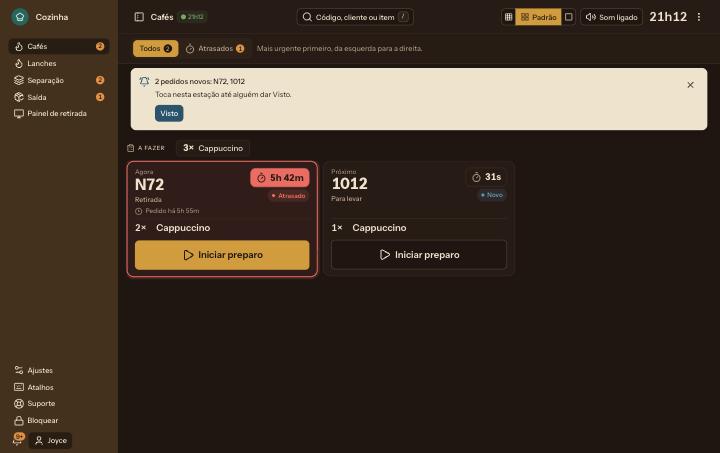 Cozinha
Cafés 2
Lanches
Separação 2
Saída 1
Painel de retirada
Ajustes
Atalhos
Suporte
Bloquear
9+
Joyce
Cafés 21h12
Código, cliente ou item /
Padrão
Som ligado
21h12
Todos 2
Atrasados 1
Mais urgente primeiro, da esquerda para a direita.
2 pedidos novos: N72, 1012
Toca nesta estação até alguém dar Visto.
Visto
A FAZER
3× Cappuccino
Agora
N72
5h 42m
Retirada
Atrasado
Pedido há 5h 55m
2× Cappuccino
Iniciar preparo
Próximo
1012
31s
Para levar
Novo
1× Cappuccino
Iniciar preparo